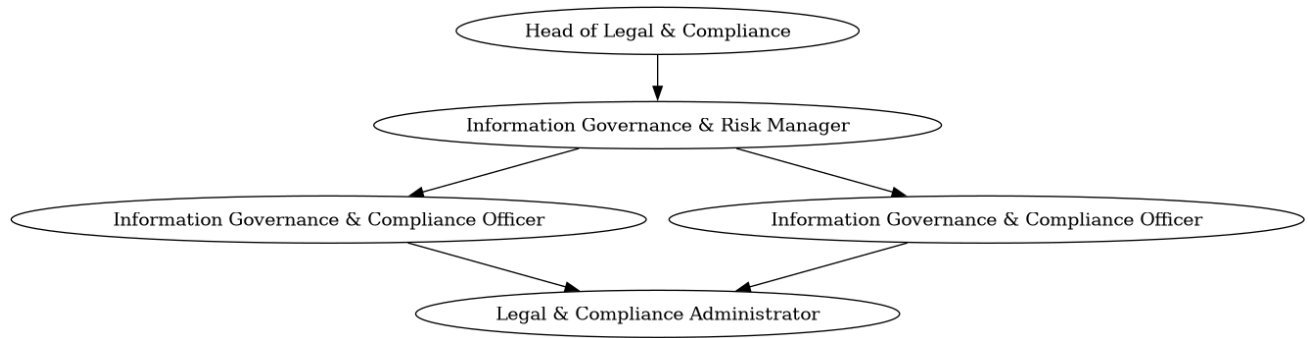 Head of Legal & Compliance
Information Governance & Risk Manager
Information Governance & Compliance Officer
Information Governance & Compliance Officer
Legal & Compliance Administrator